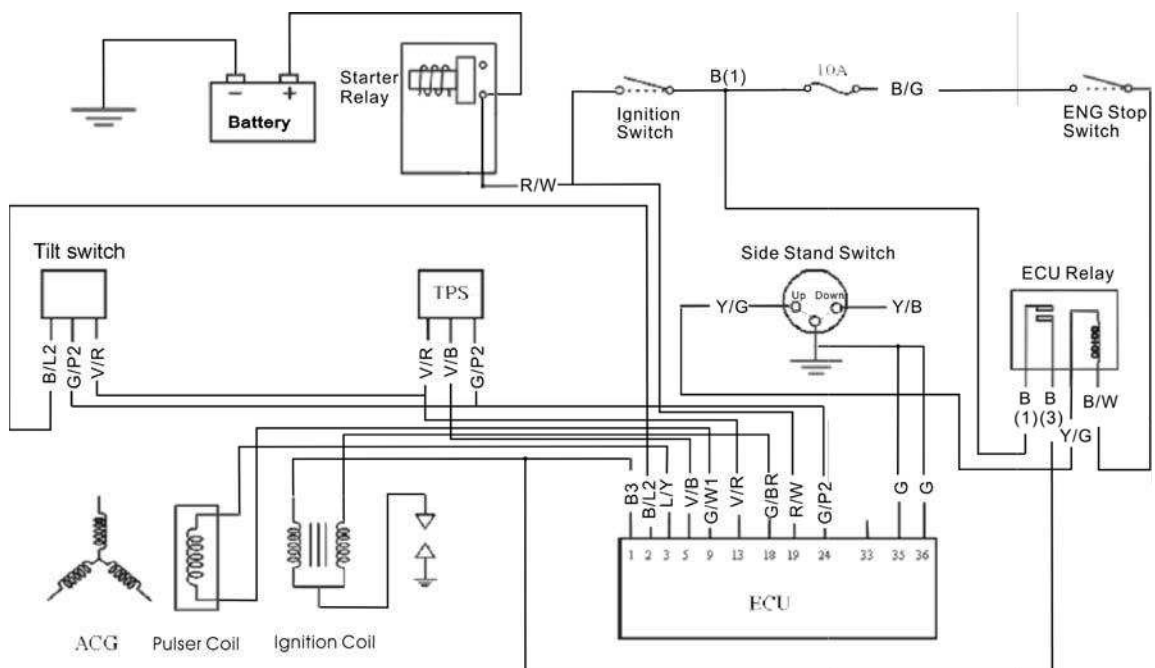 Battery
Starter
Relay
R/W
Ignition
Switch
B(1)
10A
B/G
ENG Stop
Switch
Tilt switch
B/L2
G/P2
V/R
TPS
V/R
V/B
G/P2
Side Stand Switch
Up
Down
Y/G
Y/B
ECU Relay
B
(1)
B
(3)
Y/G
B/W
B3
B/L2
L/Y
V/B
G/W1
V/R
G/BR
R/W
G/P2
G
G
1 2 3 5 9 13 18 19 24 33 35 36
ECU
ACG
Pulser Coil
Ignition Coil